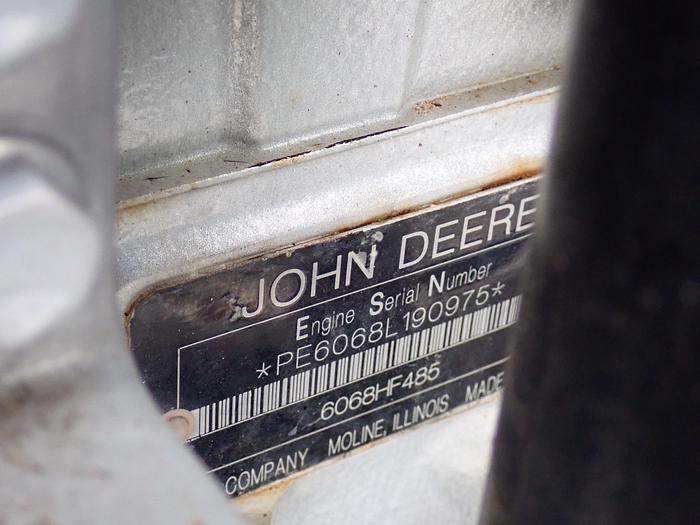 JOHN DEERE
Engine Serial Number
*PE6068L190975*
6068HF485
COMPANY MOLINE, ILLINOIS MADE